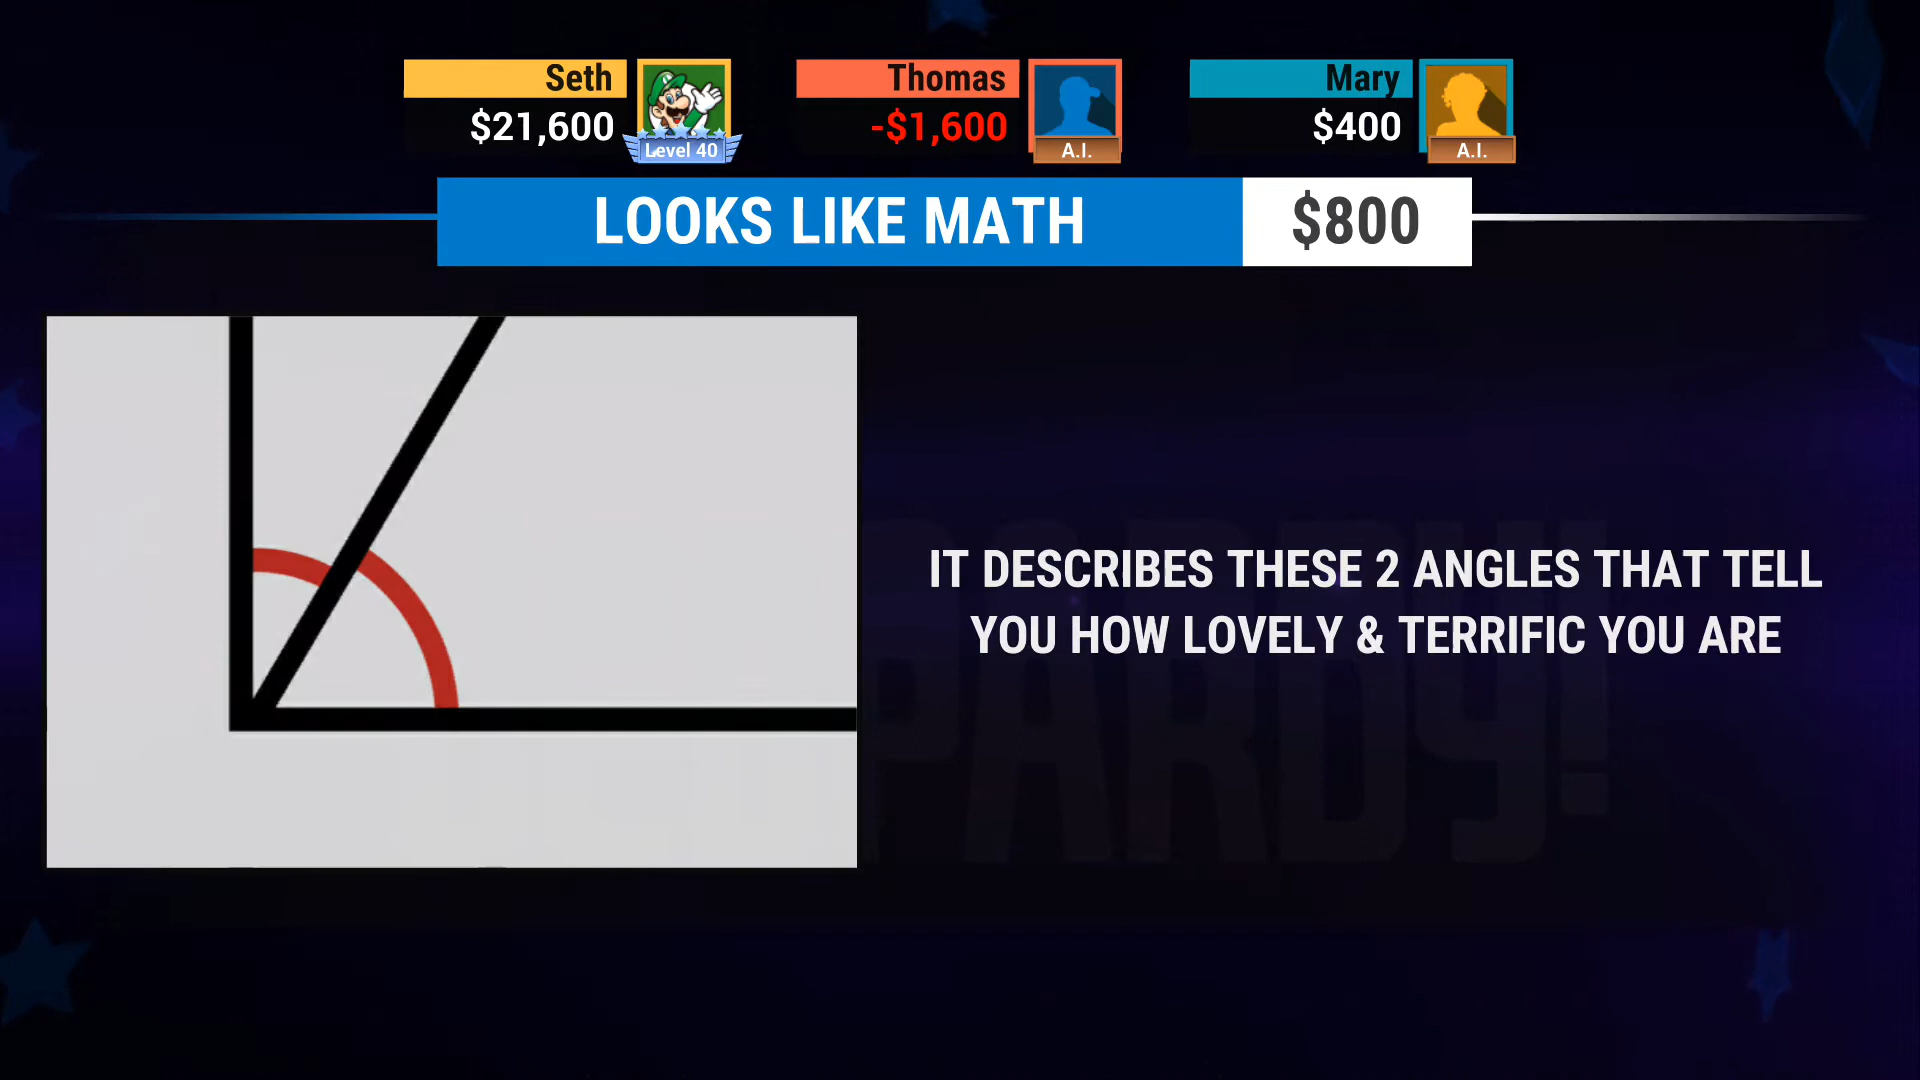 Seth
$21,600
Level 40
Thomas
-$1,600
A.I.
Mary
$400
A.I.
LOOKS LIKE MATH
$800
IT DESCRIBES THESE 2 ANGLES THAT TELL
YOU HOW LOVELY & TERRIFIC YOU ARE
PARDY!